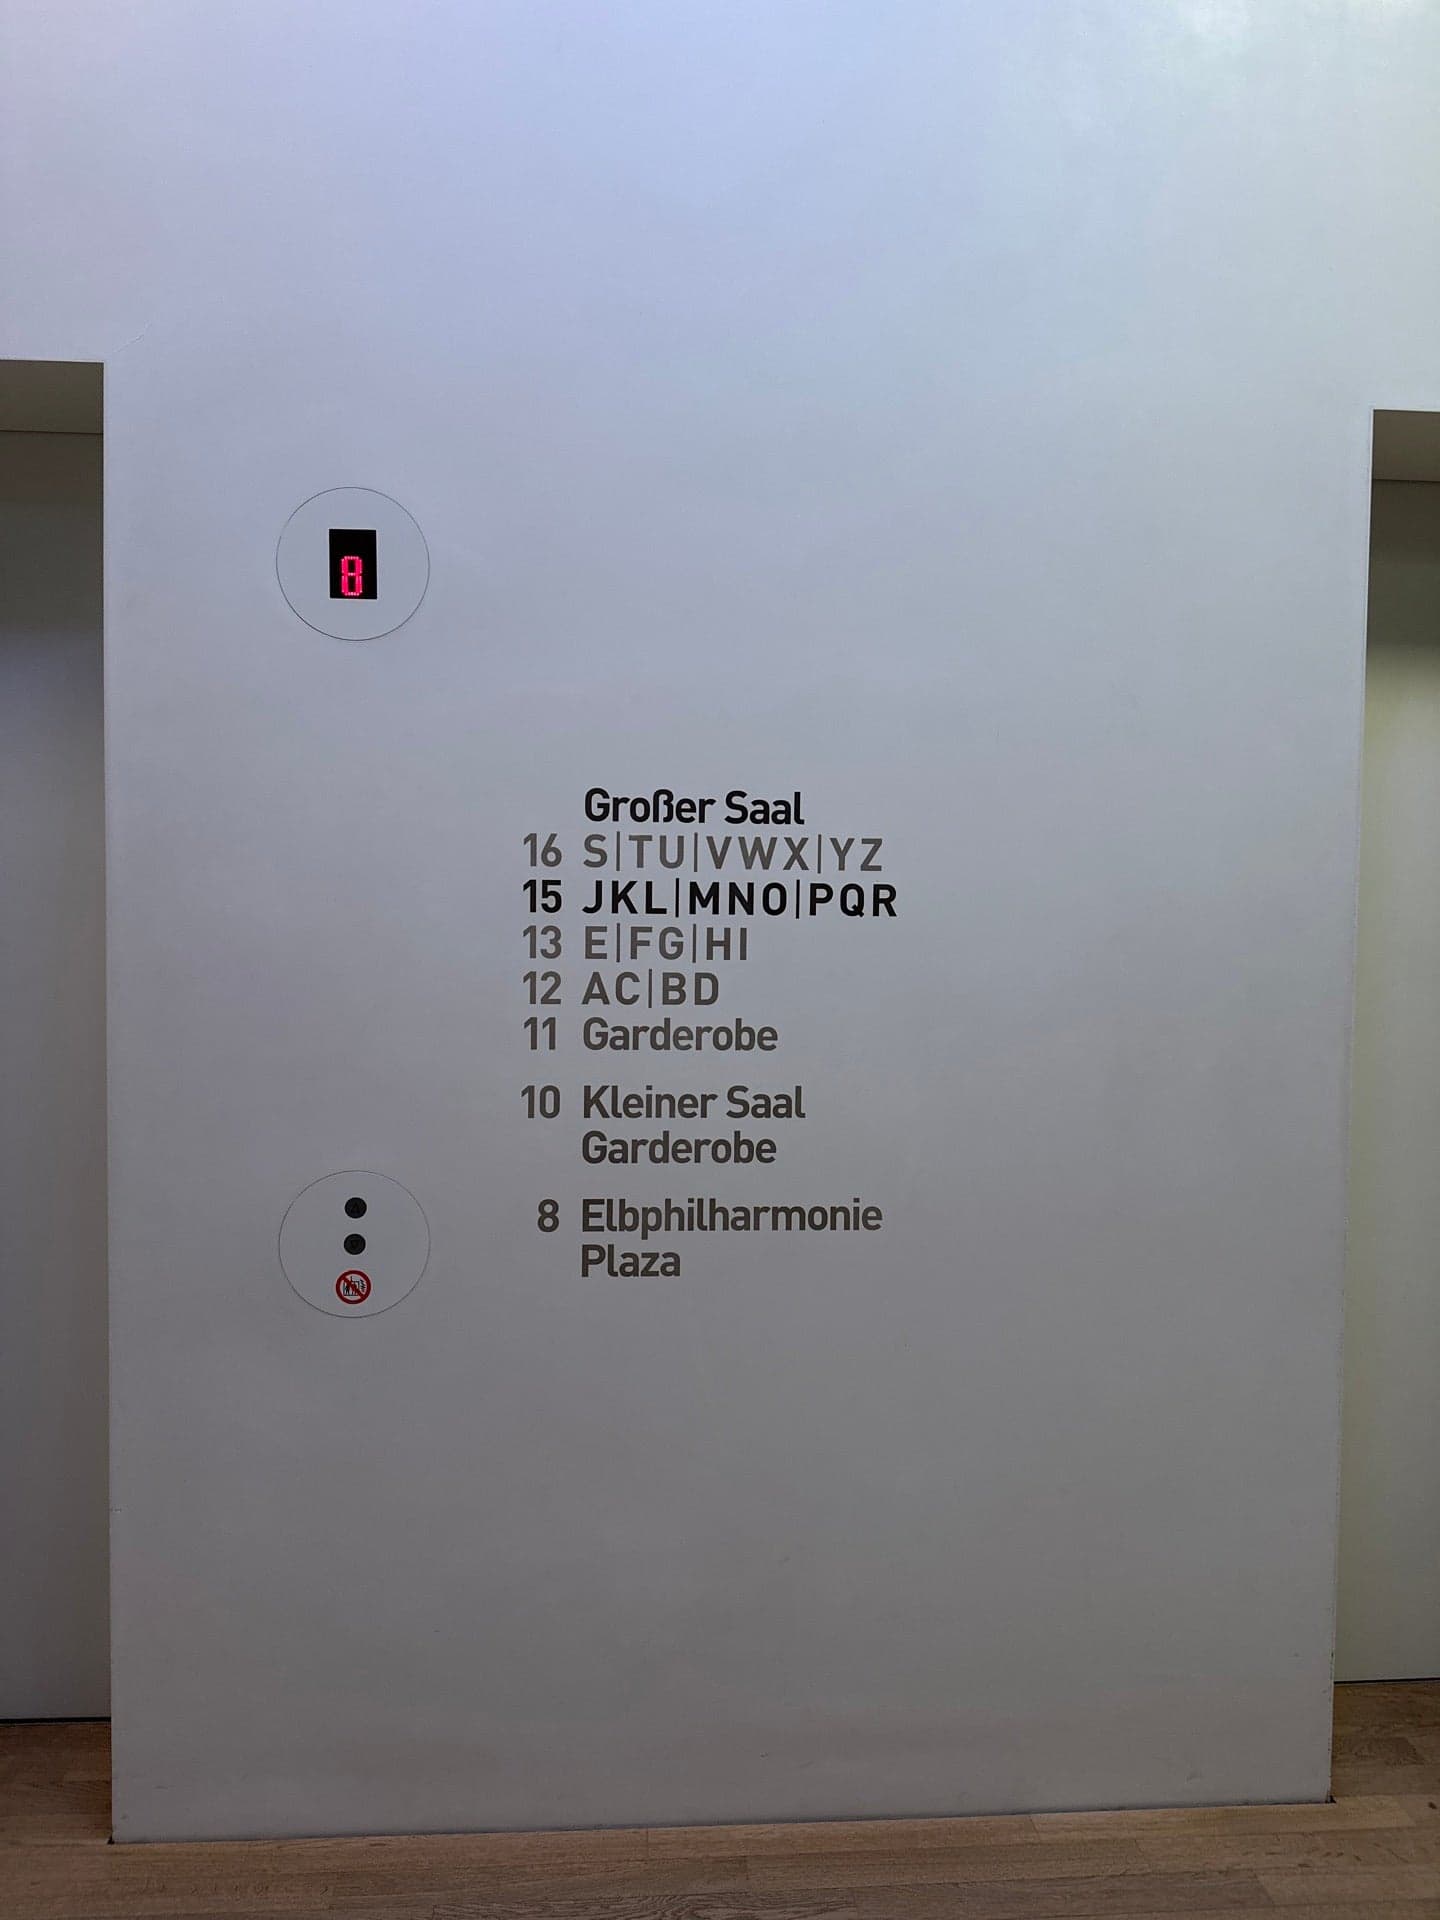 8
Großer Saal
16 S|TU|VWX|YZ
15 JKL|MNO|PQR
13 E|FG|HI
12 AC|BD
11 Garderobe
10 Kleiner Saal
Garderobe
8 Elbphilharmonie
Plaza